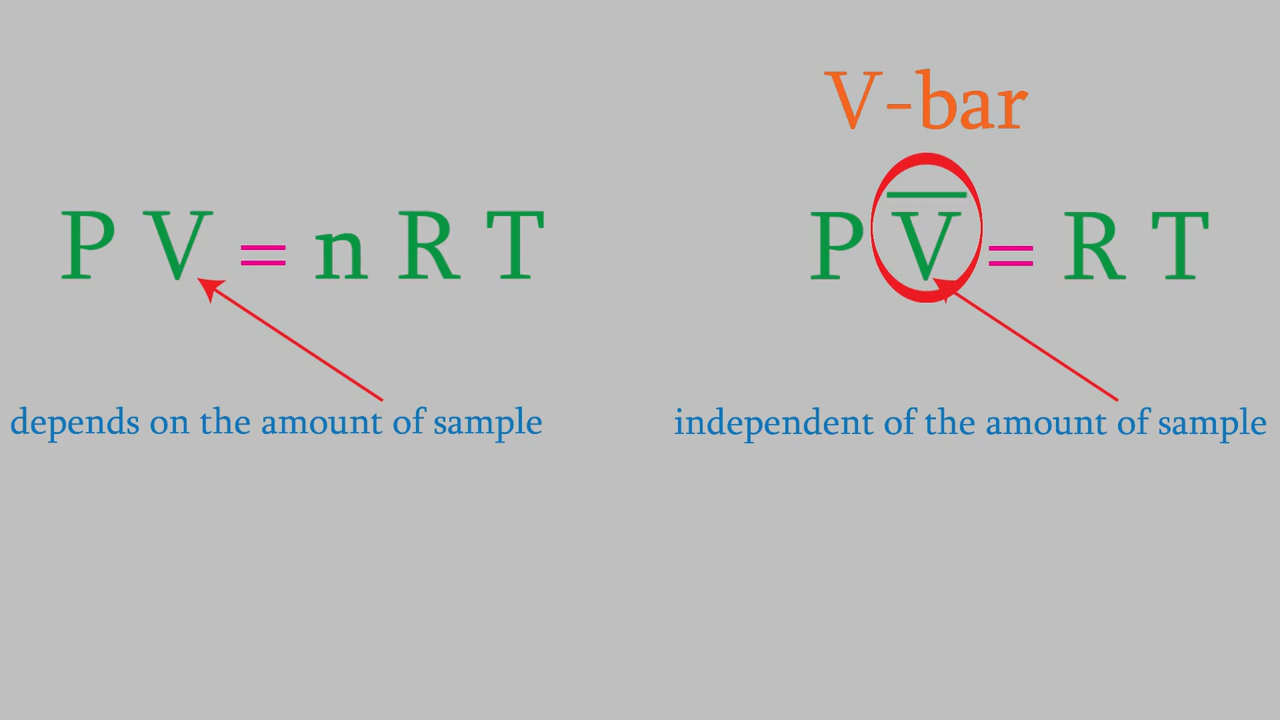 P V = n R T
depends on the amount of sample
V-bar
P V̅ = R T
independent of the amount of sample